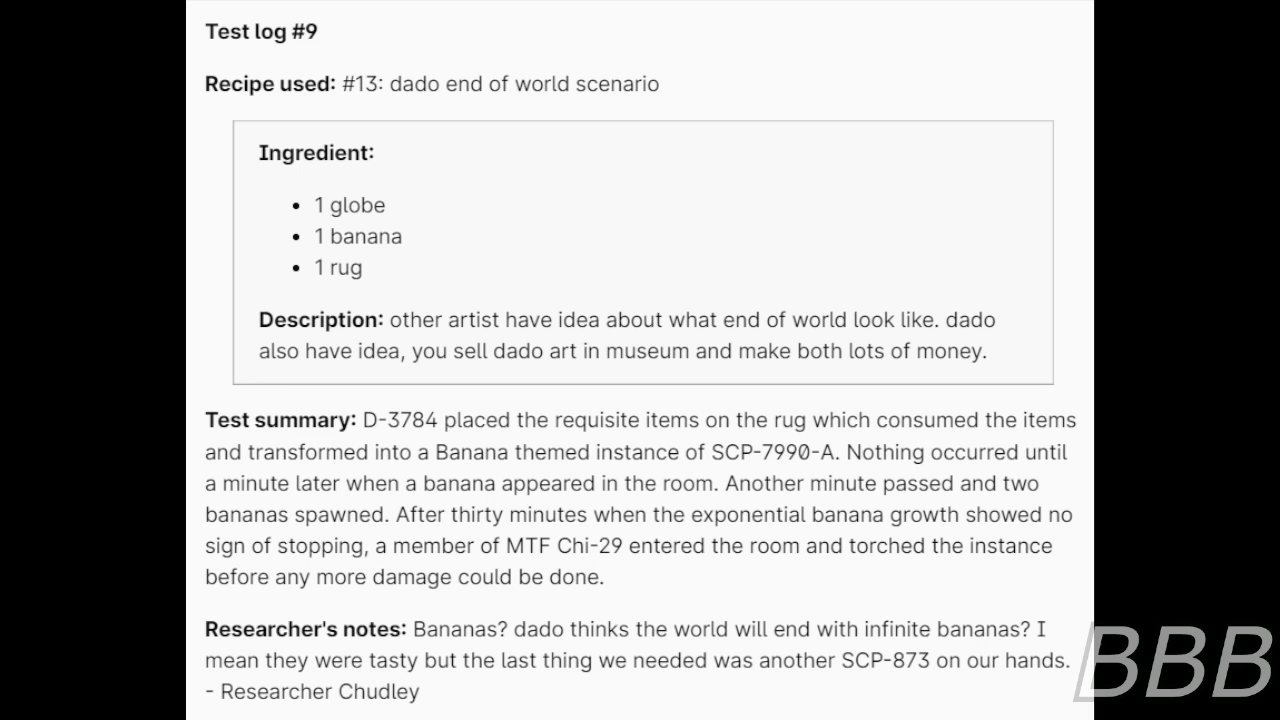 Test log #9
Recipe used: #13: dado end of world scenario
Ingredient:
• 1 globe
• 1 banana
• 1 rug
Description: other artist have idea about what end of world look like. dado
also have idea, you sell dado art in museum and make both lots of money.
Test summary: D-3784 placed the requisite items on the rug which consumed the items
and transformed into a Banana themed instance of SCP-7990-A. Nothing occurred until
a minute later when a banana appeared in the room. Another minute passed and two
bananas spawned. After thirty minutes when the exponential banana growth showed no
sign of stopping, a member of MTF Chi-29 entered the room and torched the instance
before any more damage could be done.
Researcher's notes: Bananas? dado thinks the world will end with infinite bananas? I
mean they were tasty but the last thing we needed was another SCP-873 on our hands.
- Researcher Chudley
BBB